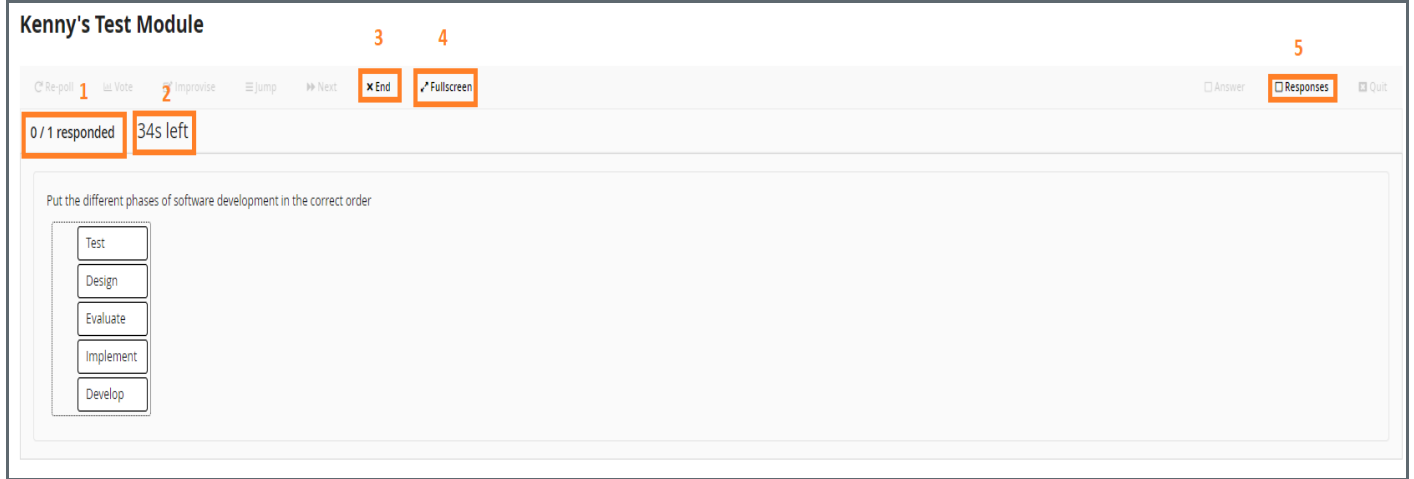 Kenny's Test Module
3 4 5
Re-poll Vote Improvise Jump Next End Fullscreen Answer Responses Quit
1 2
0 / 1 responded 34s left
Put the different phases of software development in the correct order
Test
Design
Evaluate
Implement
Develop